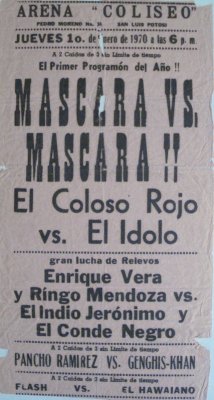 ARENA "COLISEO"
PEDRO MORENO No. SAN LUIS POTOSI
JUEVES 1o. de Enero de 1970 a las 6 p. m.
A 2 Caídas de 3 sin Límite de tiempo
El Primer Programón del Año !!
MASCARA VS.
MASCARA !!
El Coloso Rojo
vs. El Idolo
gran lucha de Relevos
Enrique Vera
y Ríngo Mendoza vs.
El Indio Jerónimo y
El Conde Negro
A 2 Caídas de 3 sin Límite de tiempo
PANCHO RAMIREZ VS. GENGHIS-KHAN
A 2 Caídas de 3 sin Límite de tiempo
FLASH VS. EL HAWAIANO